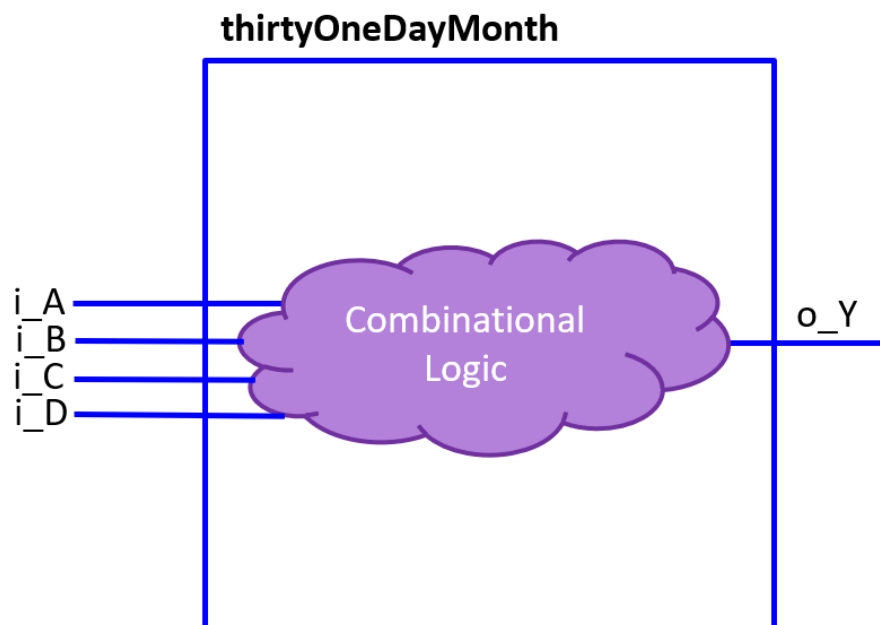 thirtyOneDayMonth
i_A
i_B
i_C
i_D
Combinational
Logic
o_Y